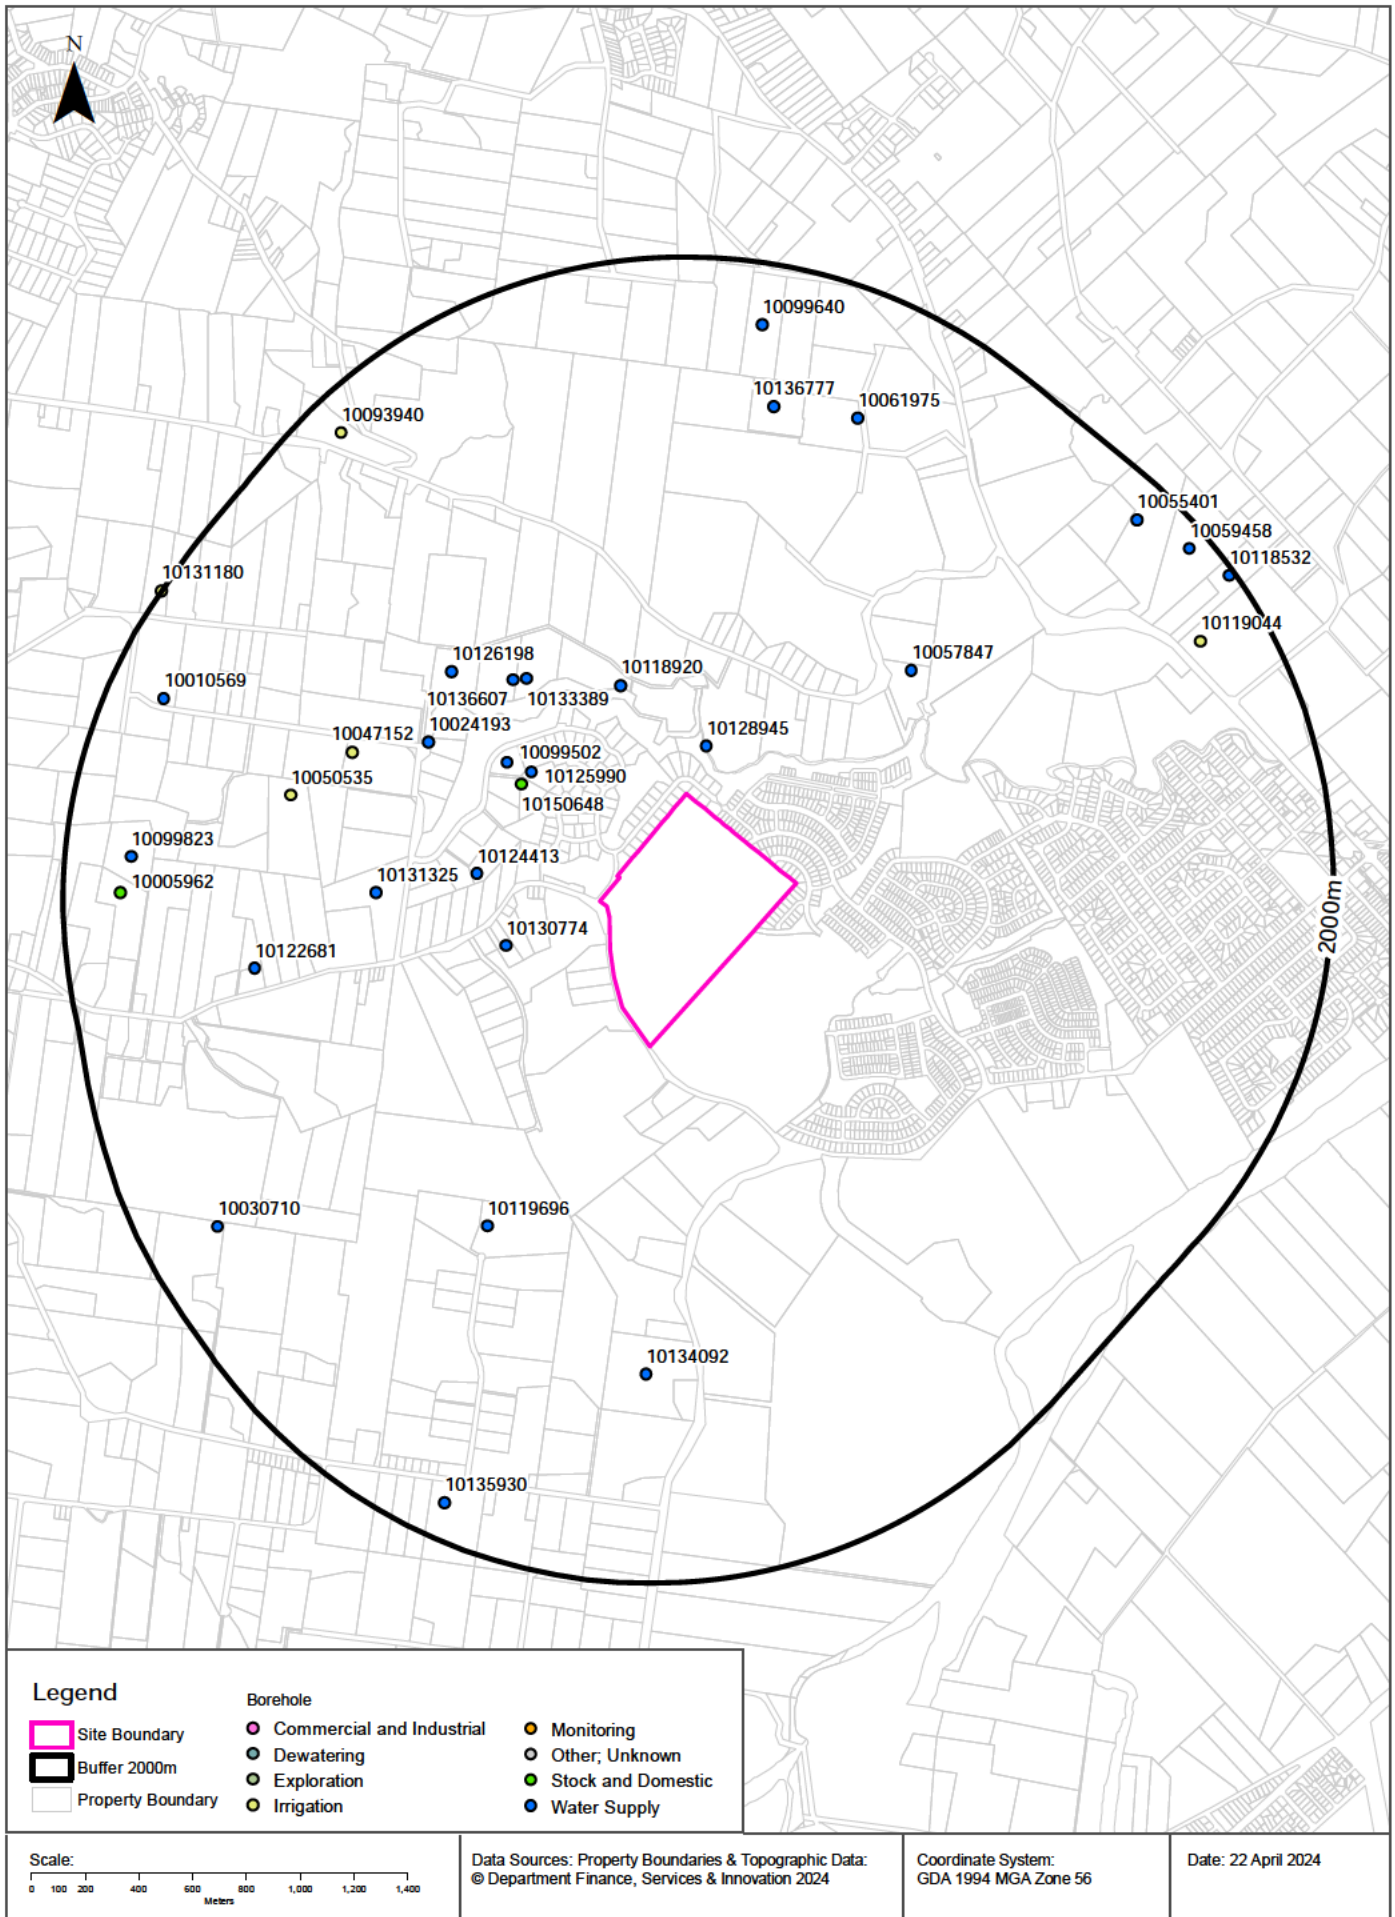 N
10099640
10136777
10061975
10093940
10055401
10059458
10118532
10131180
10119044
10126198
10118920
10057847
10010569
10136607
10133389
10024193
10047152
10128945
10099502
10125990
10050535
10150648
10099823
10124413
10131325
10005962
2000m
10130774
10122681
10030710
10119696
10134092
10135930
Legend
Site Boundary
Buffer 2000m
Property Boundary
Borehole
Commercial and Industrial
Dewatering
Exploration
Irrigation
Monitoring
Other; Unknown
Stock and Domestic
Water Supply
Scale:
0 100 200 400 600 800 1,000 1,200 1,400
Meters
Data Sources: Property Boundaries & Topographic Data:
© Department Finance, Services & Innovation 2024
Coordinate System:
GDA 1994 MGA Zone 56
Date: 22 April 2024